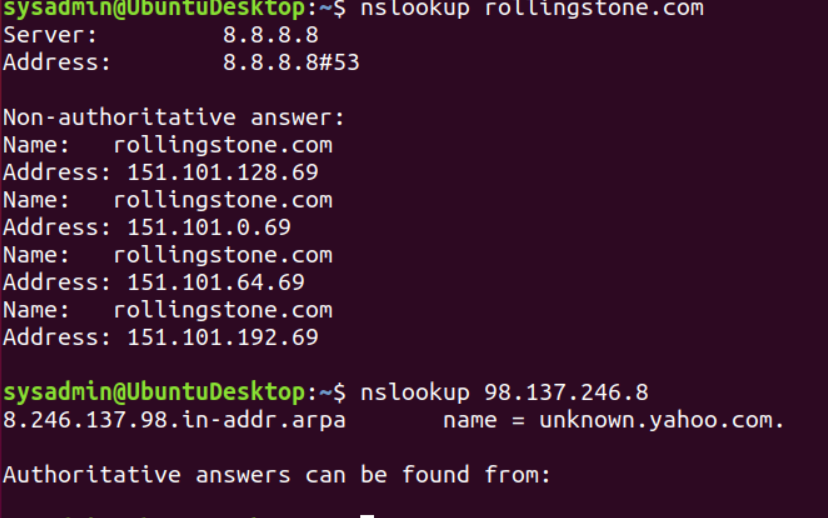 sysadmin@UbuntuDesktop:~$ nslookup rollingstone.com
Server: 8.8.8.8
Address: 8.8.8.8#53
Non-authoritative answer:
Name: rollingstone.com
Address: 151.101.128.69
Name: rollingstone.com
Address: 151.101.0.69
Name: rollingstone.com
Address: 151.101.64.69
Name: rollingstone.com
Address: 151.101.192.69
sysadmin@UbuntuDesktop:~$ nslookup 98.137.246.8
8.246.137.98.in-addr.arpa name = unknown.yahoo.com.
Authoritative answers can be found from: